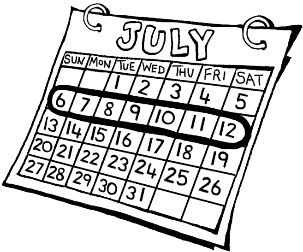 JULY
SUN MON TUE WED THU FRI SAT
1 2 3 4 5
6 7 8 9 10 11 12
13 14 15 16 17 18 19
20 21 22 23 24 25 26
27 28 29 30 31